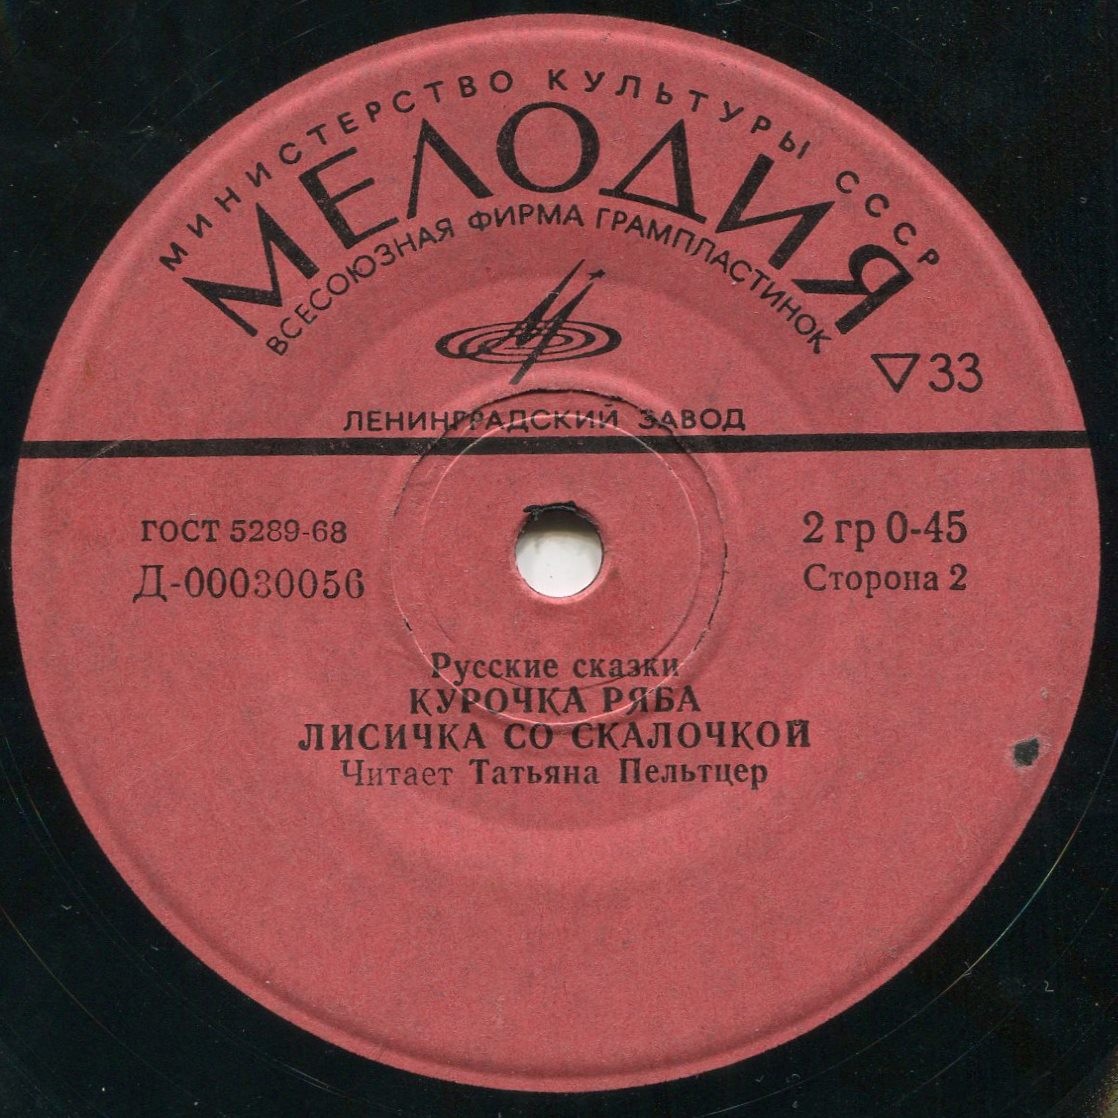 МИНИСТЕРСТВО КУЛЬТУРЫ СССР
МЕЛОДИЯ
ВСЕСОЮЗНАЯ ФИРМА ГРАМПЛАСТИНОК
▽33
ЛЕНИНГРАДСКИЙ ЗАВОД
ГОСТ 5289-68
Д-00030056
2 гр 0-45
Сторона 2
Русские сказки
КУРОЧКА РЯБА
ЛИСИЧКА СО СКАЛОЧКОЙ
Читает Татьяна Пельтцер